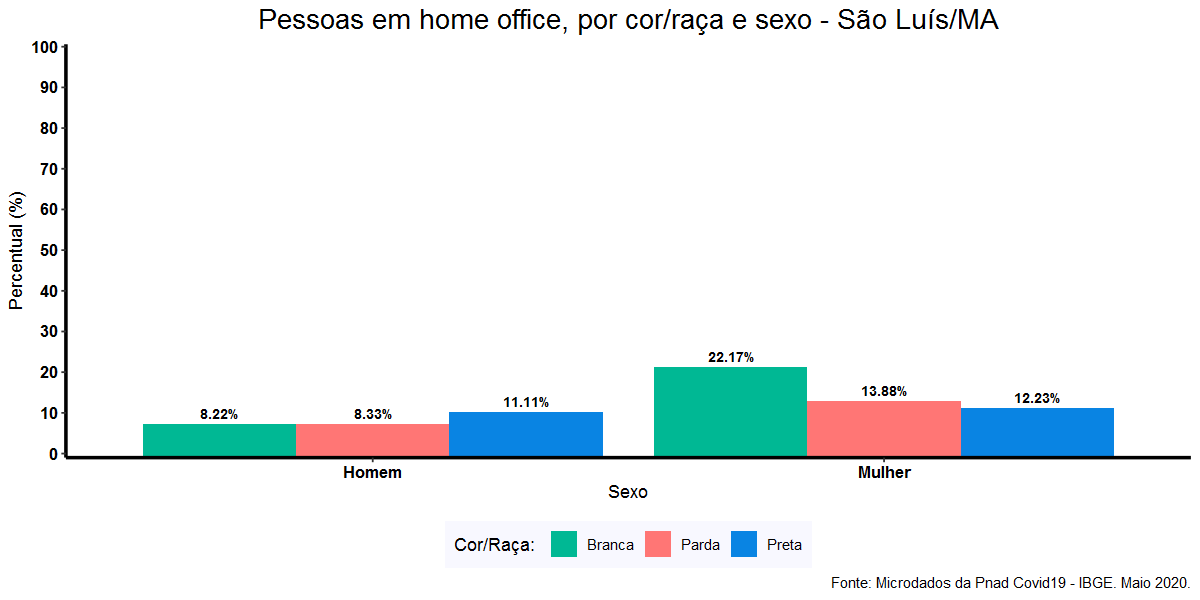 Pessoas em home office, por cor/raça e sexo - São Luís/MA
Percentual (%)
100
90
80
70
60
50
40
30
20
10
0
8.22%
8.33%
11.11%
22.17%
13.88%
12.23%
Homem
Mulher
Sexo
Cor/Raça: Branca Parda Preta
Fonte: Microdados da Pnad Covid19 - IBGE. Maio 2020.